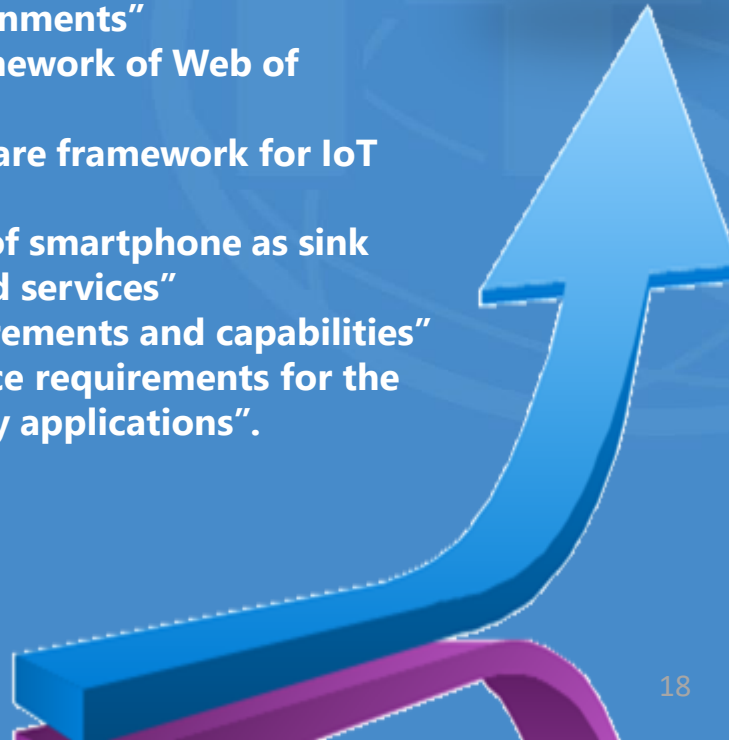 nments”
nework of Web of
are framework for IoT
of smartphone as sink
d services”
rements and capabilities”
ce requirements for the
y applications”.
18